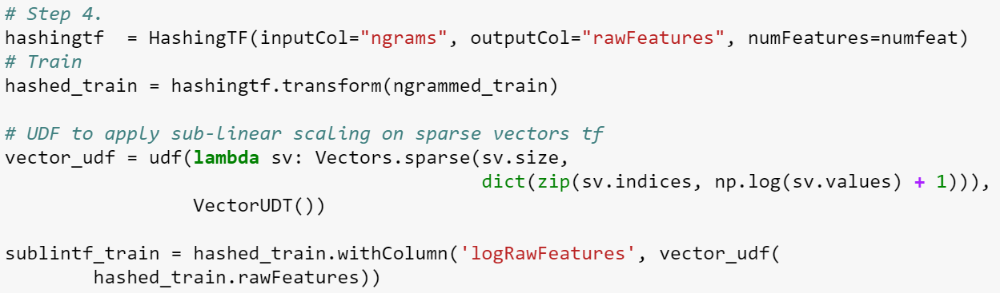 # Step 4.
hashingtf  = HashingTF(inputCol="ngrams", outputCol="rawFeatures", numFeatures=numfeat)
# Train
hashed_train = hashingtf.transform(ngrammed_train)
# UDF to apply sub-linear scaling on sparse vectors tf
vector_udf = udf(lambda sv: Vectors.sparse(sv.size,
                                           dict(zip(sv.indices, np.log(sv.values) + 1))),
                 VectorUDT())
sublintf_train = hashed_train.withColumn('logRawFeatures', vector_udf(
        hashed_train.rawFeatures))